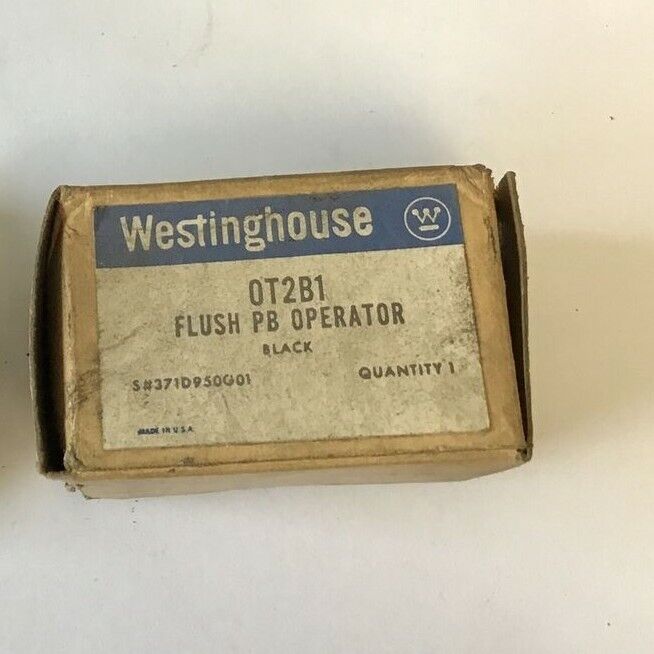 Westinghouse W
OT2B1
FLUSH PB OPERATOR
BLACK
S#371D950G01 QUANTITY 1
MADE IN U.S.A.